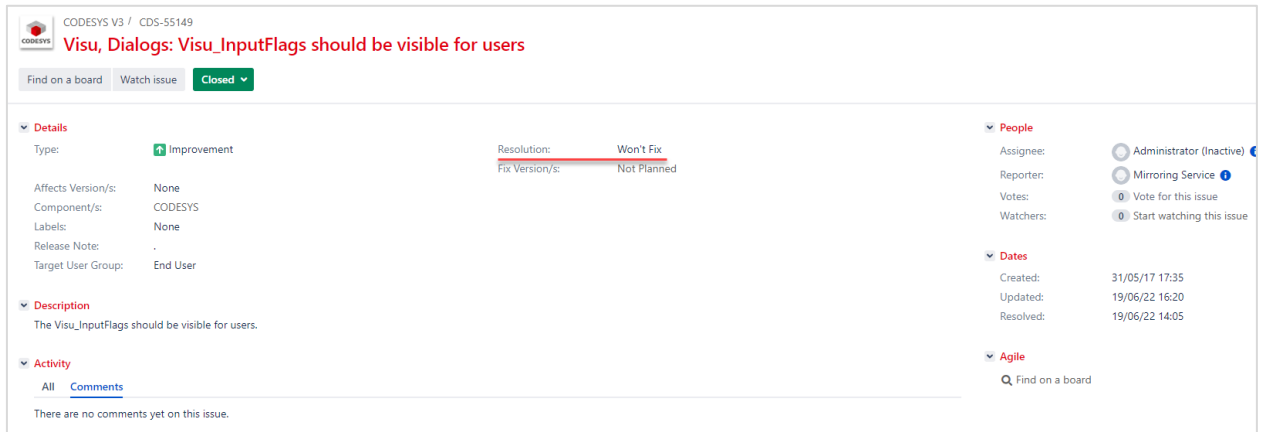 CODESYS
CODESYS V3 / CDS-55149
Visu, Dialogs: Visu_InputFlags should be visible for users
Find on a board Watch issue Closed
Details
Type: Improvement
Resolution: Won't Fix
Fix Version/s: Not Planned
Affects Version/s: None
Component/s: CODESYS
Labels: None
Release Note: .
Target User Group: End User
Description
The Visu_InputFlags should be visible for users.
Activity
All Comments
There are no comments yet on this issue.
People
Assignee: Administrator (Inactive)
Reporter: Mirroring Service
Votes: 0 Vote for this issue
Watchers: 0 Start watching this issue
Dates
Created: 31/05/17 17:35
Updated: 19/06/22 16:20
Resolved: 19/06/22 14:05
Agile
Find on a board